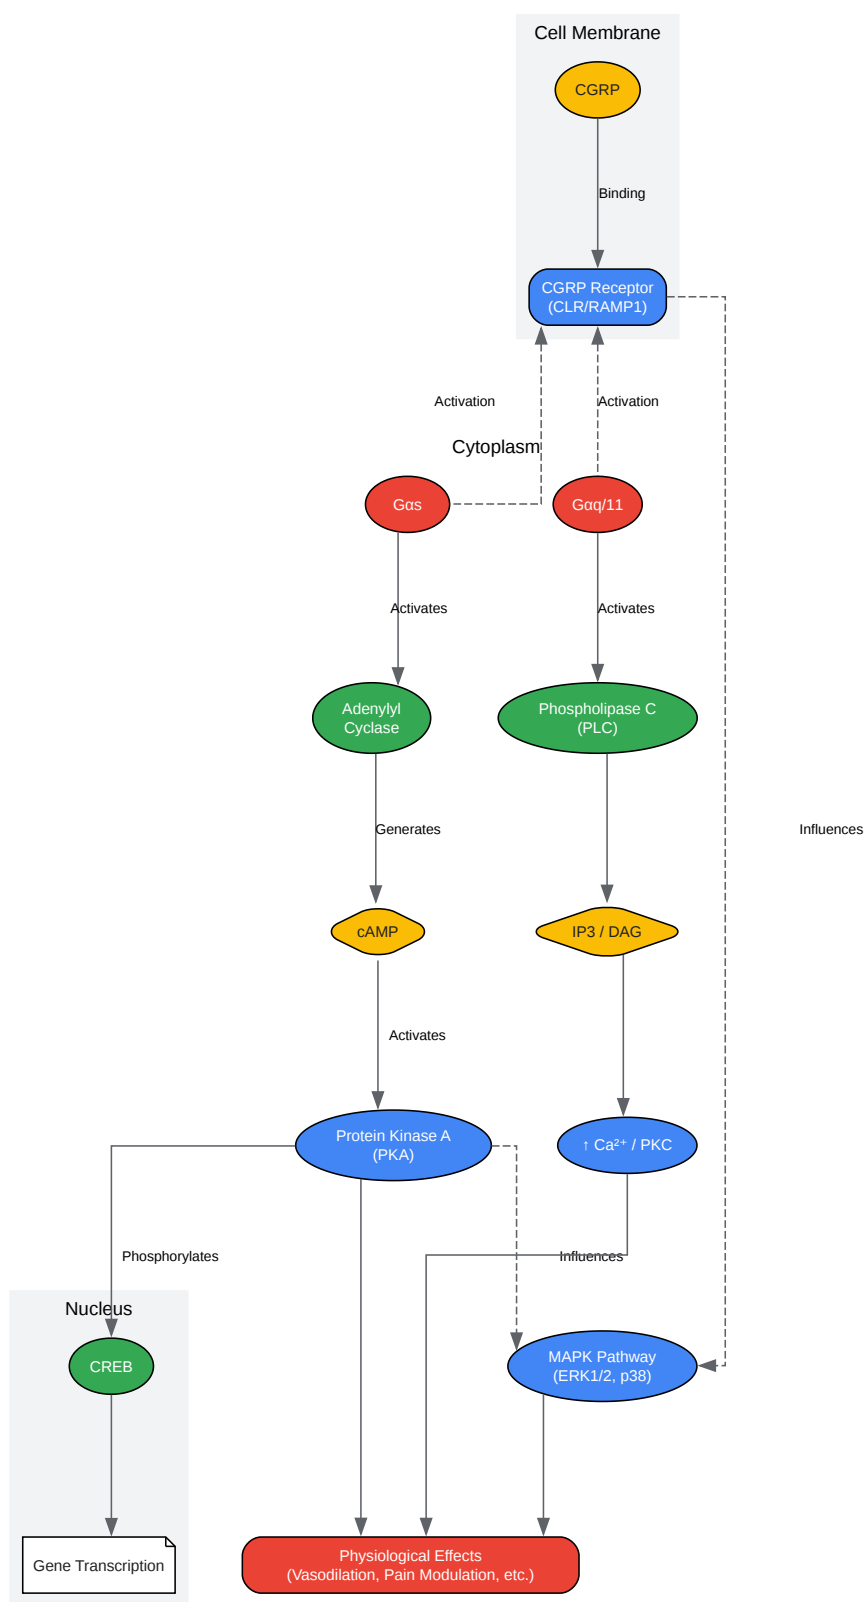 Cell Membrane
CGRP
Binding
CGRP Receptor
(CLR/RAMP1)
Activation
Activation
Cytoplasm
Gαs
Gαq/11
Activates
Activates
Adenylyl
Cyclase
Phospholipase C
(PLC)
Generates
Influences
cAMP
IP3 / DAG
Activates
Protein Kinase A
(PKA)
↑ Ca²⁺ / PKC
Phosphorylates
Influences
Nucleus
CREB
MAPK Pathway
(ERK1/2, p38)
Gene Transcription
Physiological Effects
(Vasodilation, Pain Modulation, etc.)